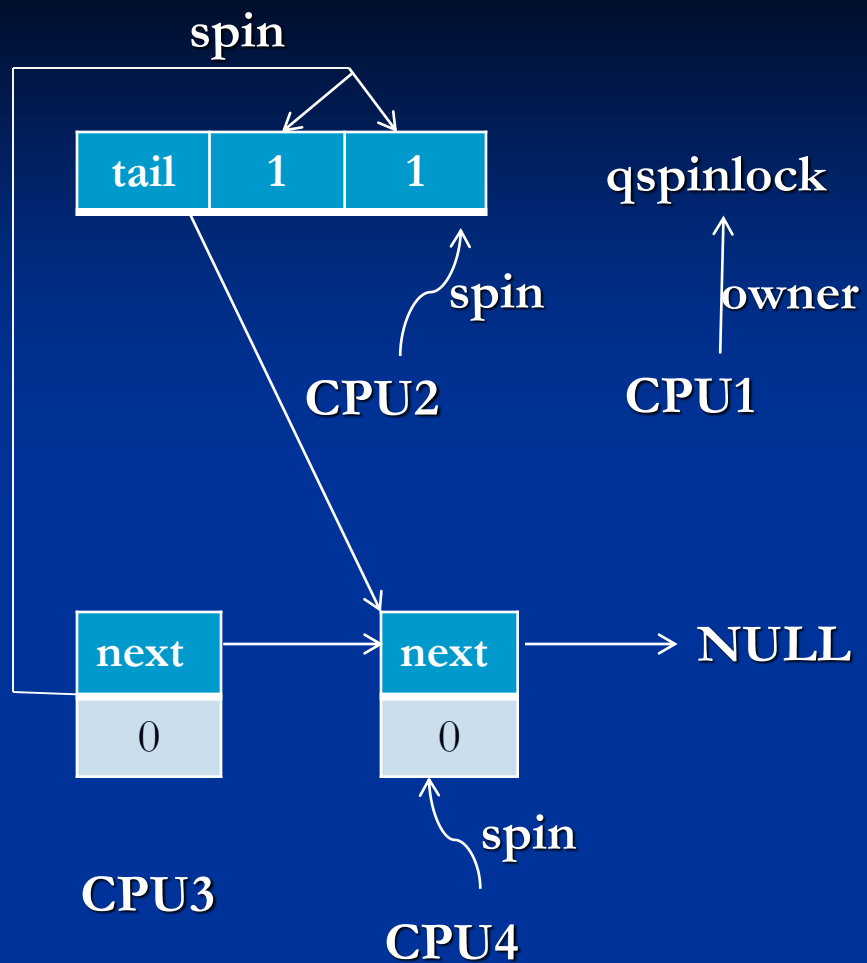 spin
tail 1 1
qspinlock
spin
owner
CPU2
CPU1
next
next
NULL
0
0
spin
CPU3
CPU4